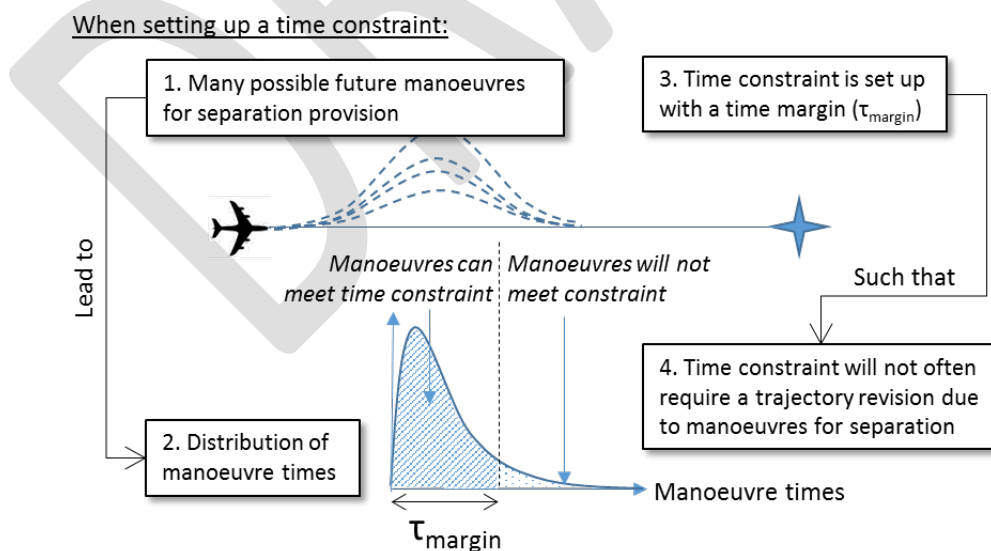 When setting up a time constraint:
1. Many possible future manoeuvres
for separation provision
3. Time constraint is set up
with a time margin (τmargin)
Lead to
Manoeuvres can
meet time constraint
Manoeuvres will not
meet constraint
Such that
2. Distribution of
manoeuvre times
4. Time constraint will not often
require a trajectory revision due
to manoeuvres for separation
Manoeuvre times
τmargin